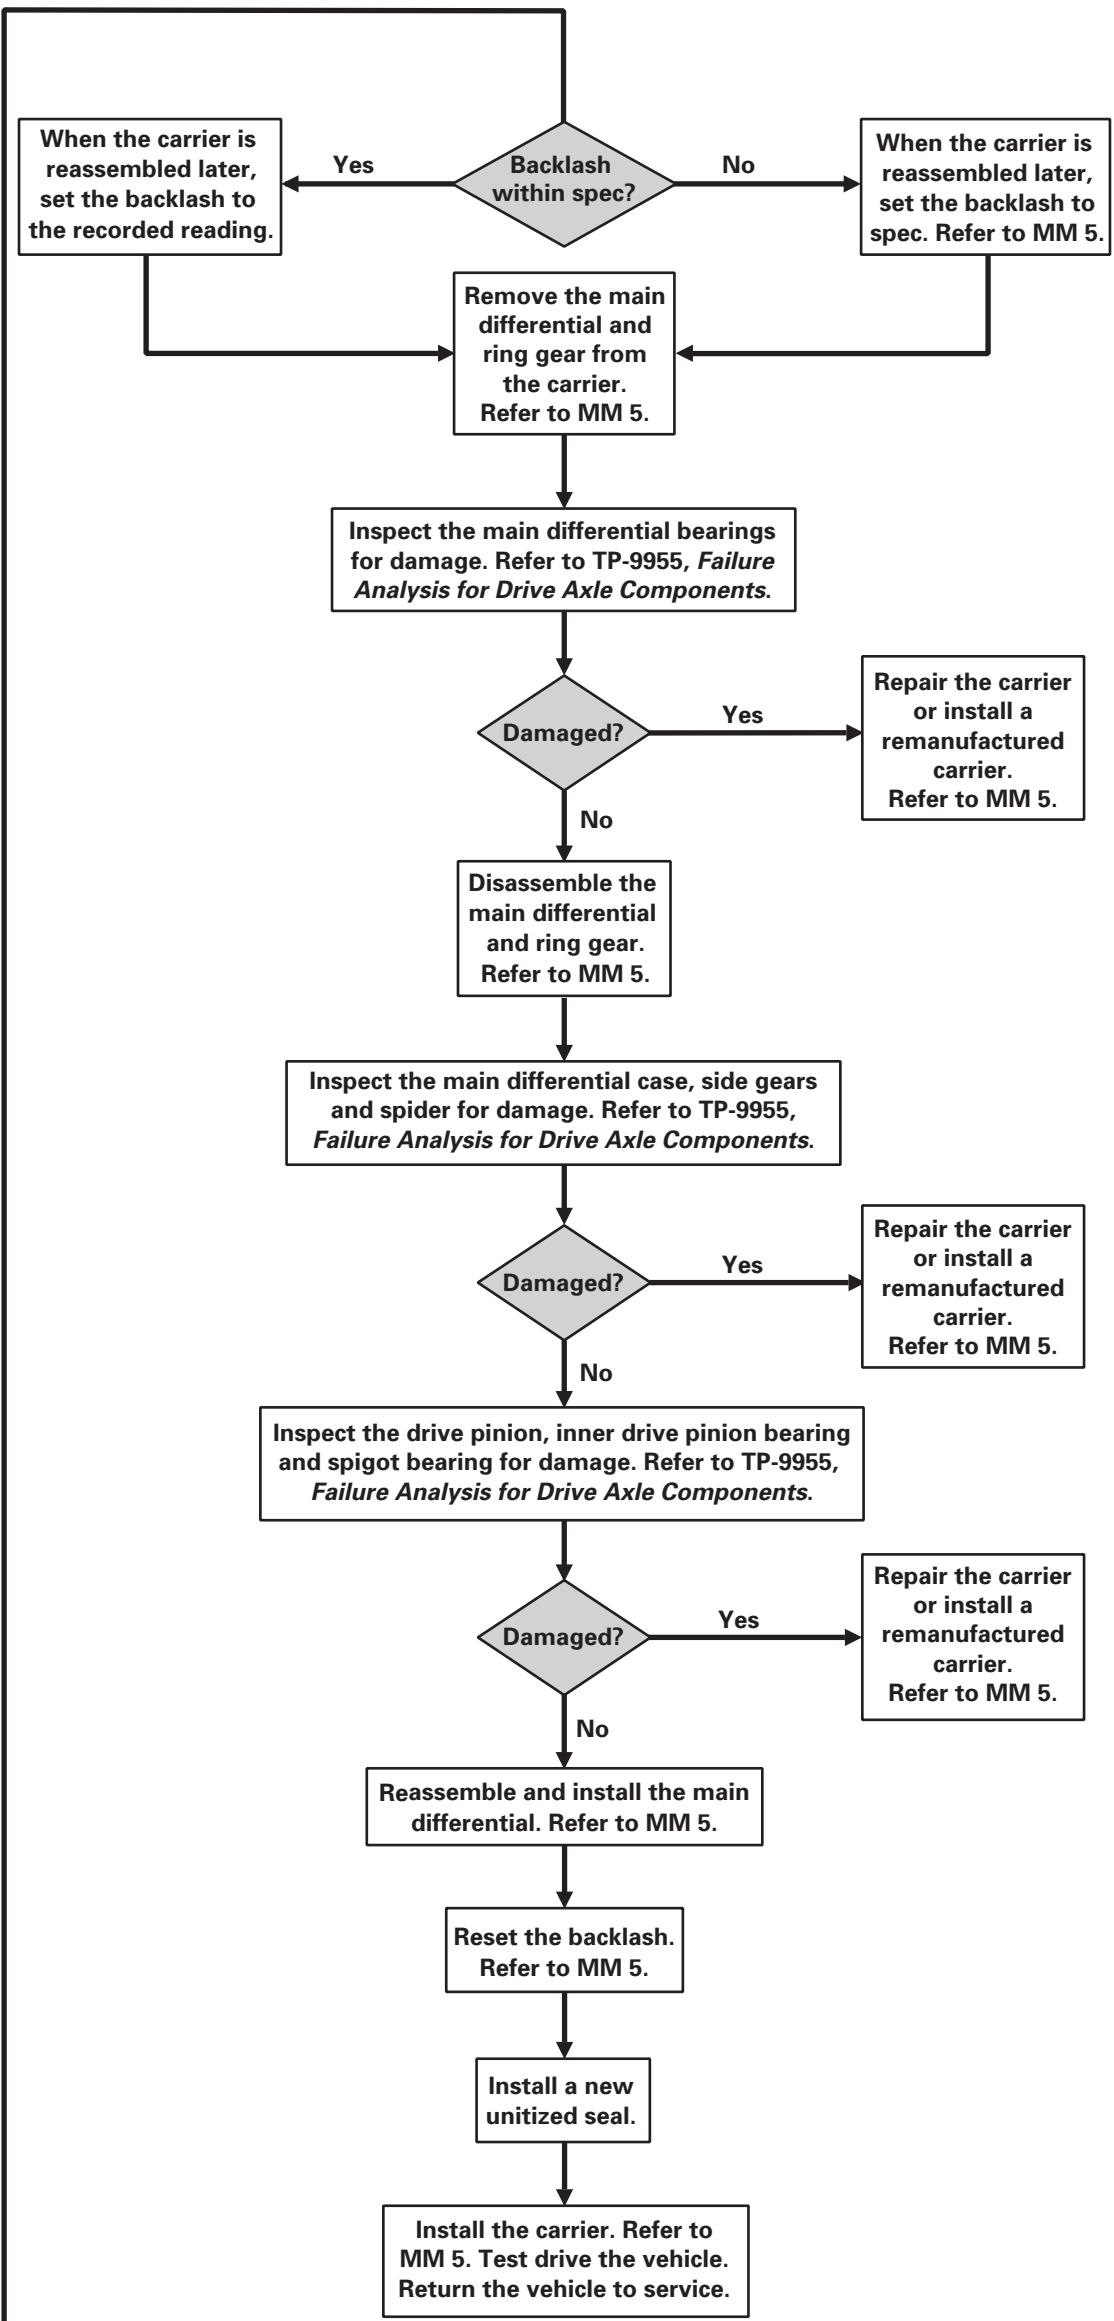 When the carrier is
reassembled later,
set the backlash to
the recorded reading.
Yes
Backlash
within spec?
No
When the carrier is
reassembled later,
set the backlash to
spec. Refer to MM 5.
Remove the main
differential and
ring gear from
the carrier.
Refer to MM 5.
Inspect the main differential bearings
for damage. Refer to TP-9955, Failure
Analysis for Drive Axle Components.
Damaged?
Yes
Repair the carrier
or install a
remanufactured
carrier.
Refer to MM 5.
No
Disassemble the
main differential
and ring gear.
Refer to MM 5.
Inspect the main differential case, side gears
and spider for damage. Refer to TP-9955,
Failure Analysis for Drive Axle Components.
Damaged?
Yes
Repair the carrier
or install a
remanufactured
carrier.
Refer to MM 5.
No
Inspect the drive pinion, inner drive pinion bearing
and spigot bearing for damage. Refer to TP-9955,
Failure Analysis for Drive Axle Components.
Damaged?
Yes
Repair the carrier
or install a
remanufactured
carrier.
Refer to MM 5.
No
Reassemble and install the main
differential. Refer to MM 5.
Reset the backlash.
Refer to MM 5.
Install a new
unitized seal.
Install the carrier. Refer to
MM 5. Test drive the vehicle.
Return the vehicle to service.